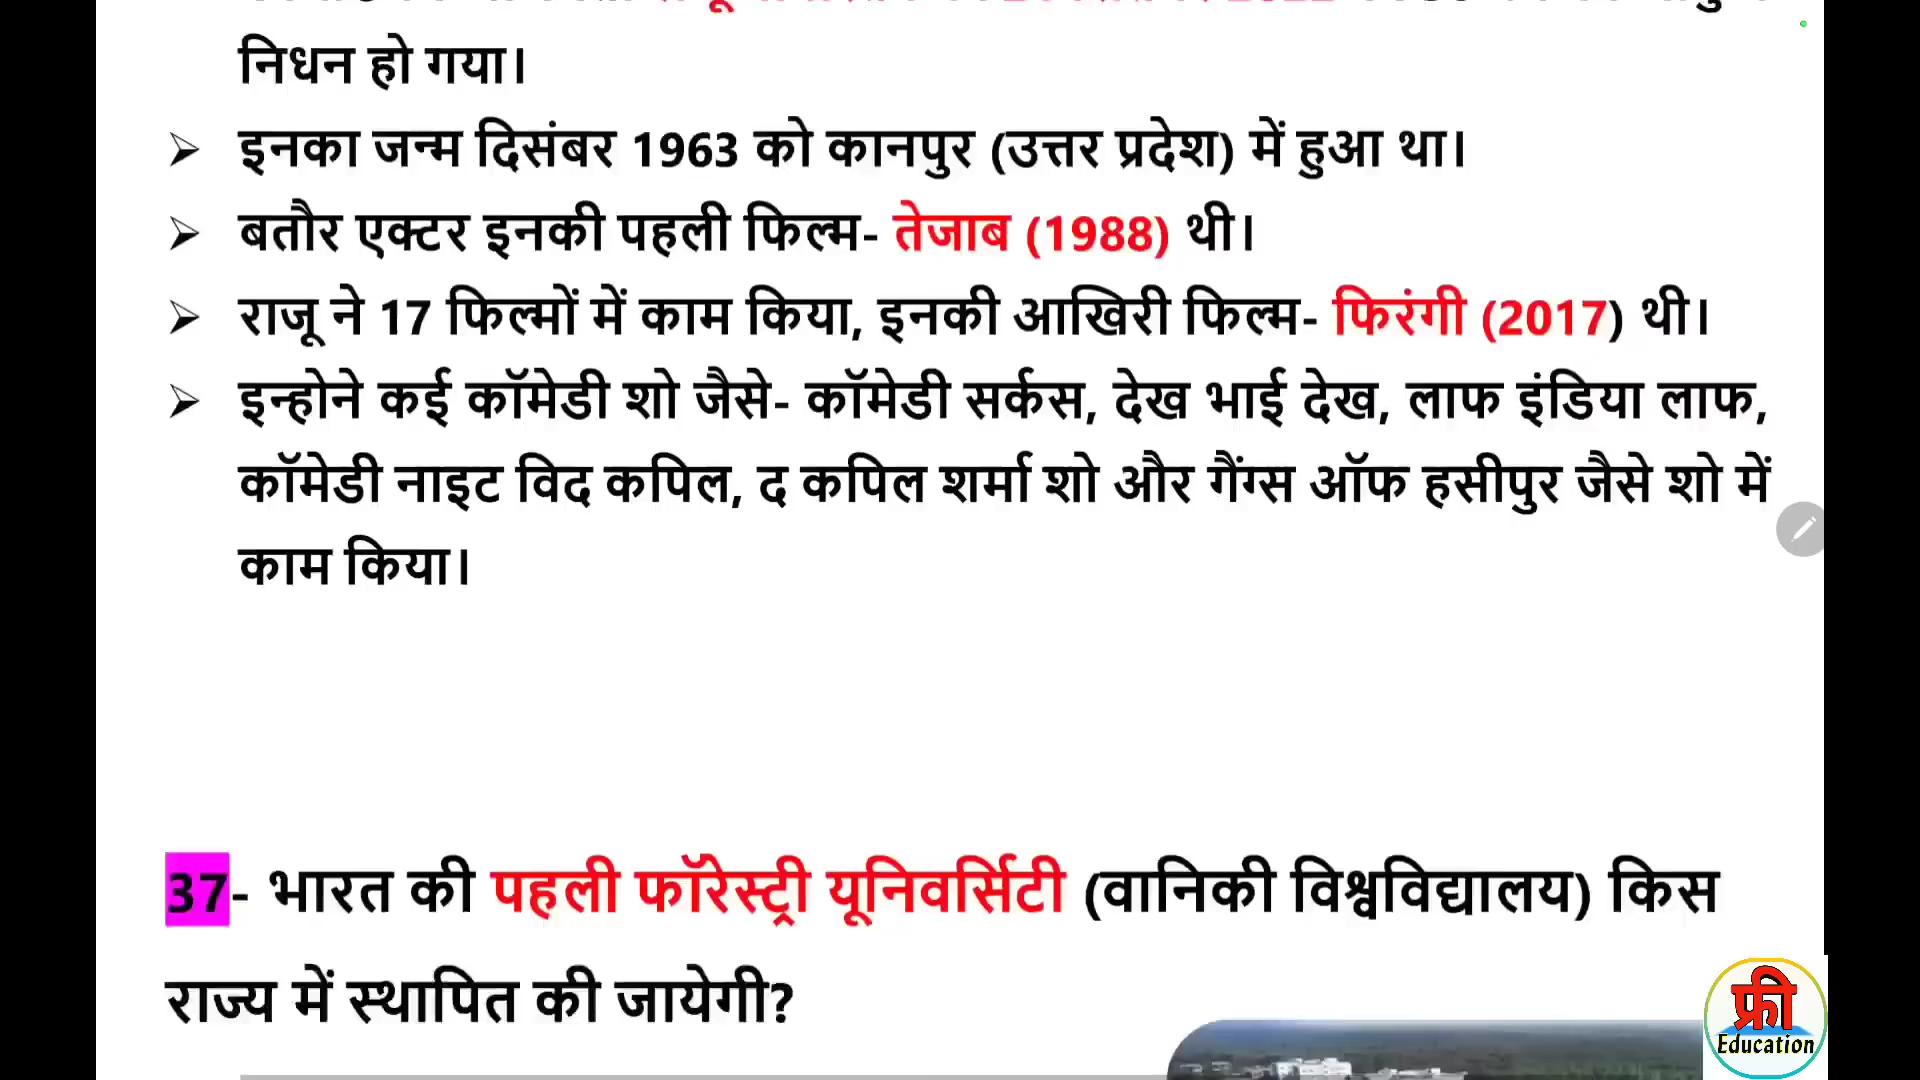 निधन हो गया।
➢ इनका जन्म दिसंबर 1963 को कानपुर (उत्तर प्रदेश) में हुआ था।
➢ बतौर एक्टर इनकी पहली फिल्म- तेजाब (1988) थी।
➢ राजू ने 17 फिल्मों में काम किया, इनकी आखिरी फिल्म- फिरंगी (2017) थी।
➢ इन्होने कई कॉमेडी शो जैसे- कॉमेडी सर्कस, देख भाई देख, लाफ इंडिया लाफ,
कॉमेडी नाइट विद कपिल, द कपिल शर्मा शो और गैंग्स ऑफ हसीपुर जैसे शो में
काम किया।
37- भारत की पहली फॉरेस्ट्री यूनिवर्सिटी (वानिकी विश्वविद्यालय) किस
राज्य में स्थापित की जायेगी?
फ्री
Education